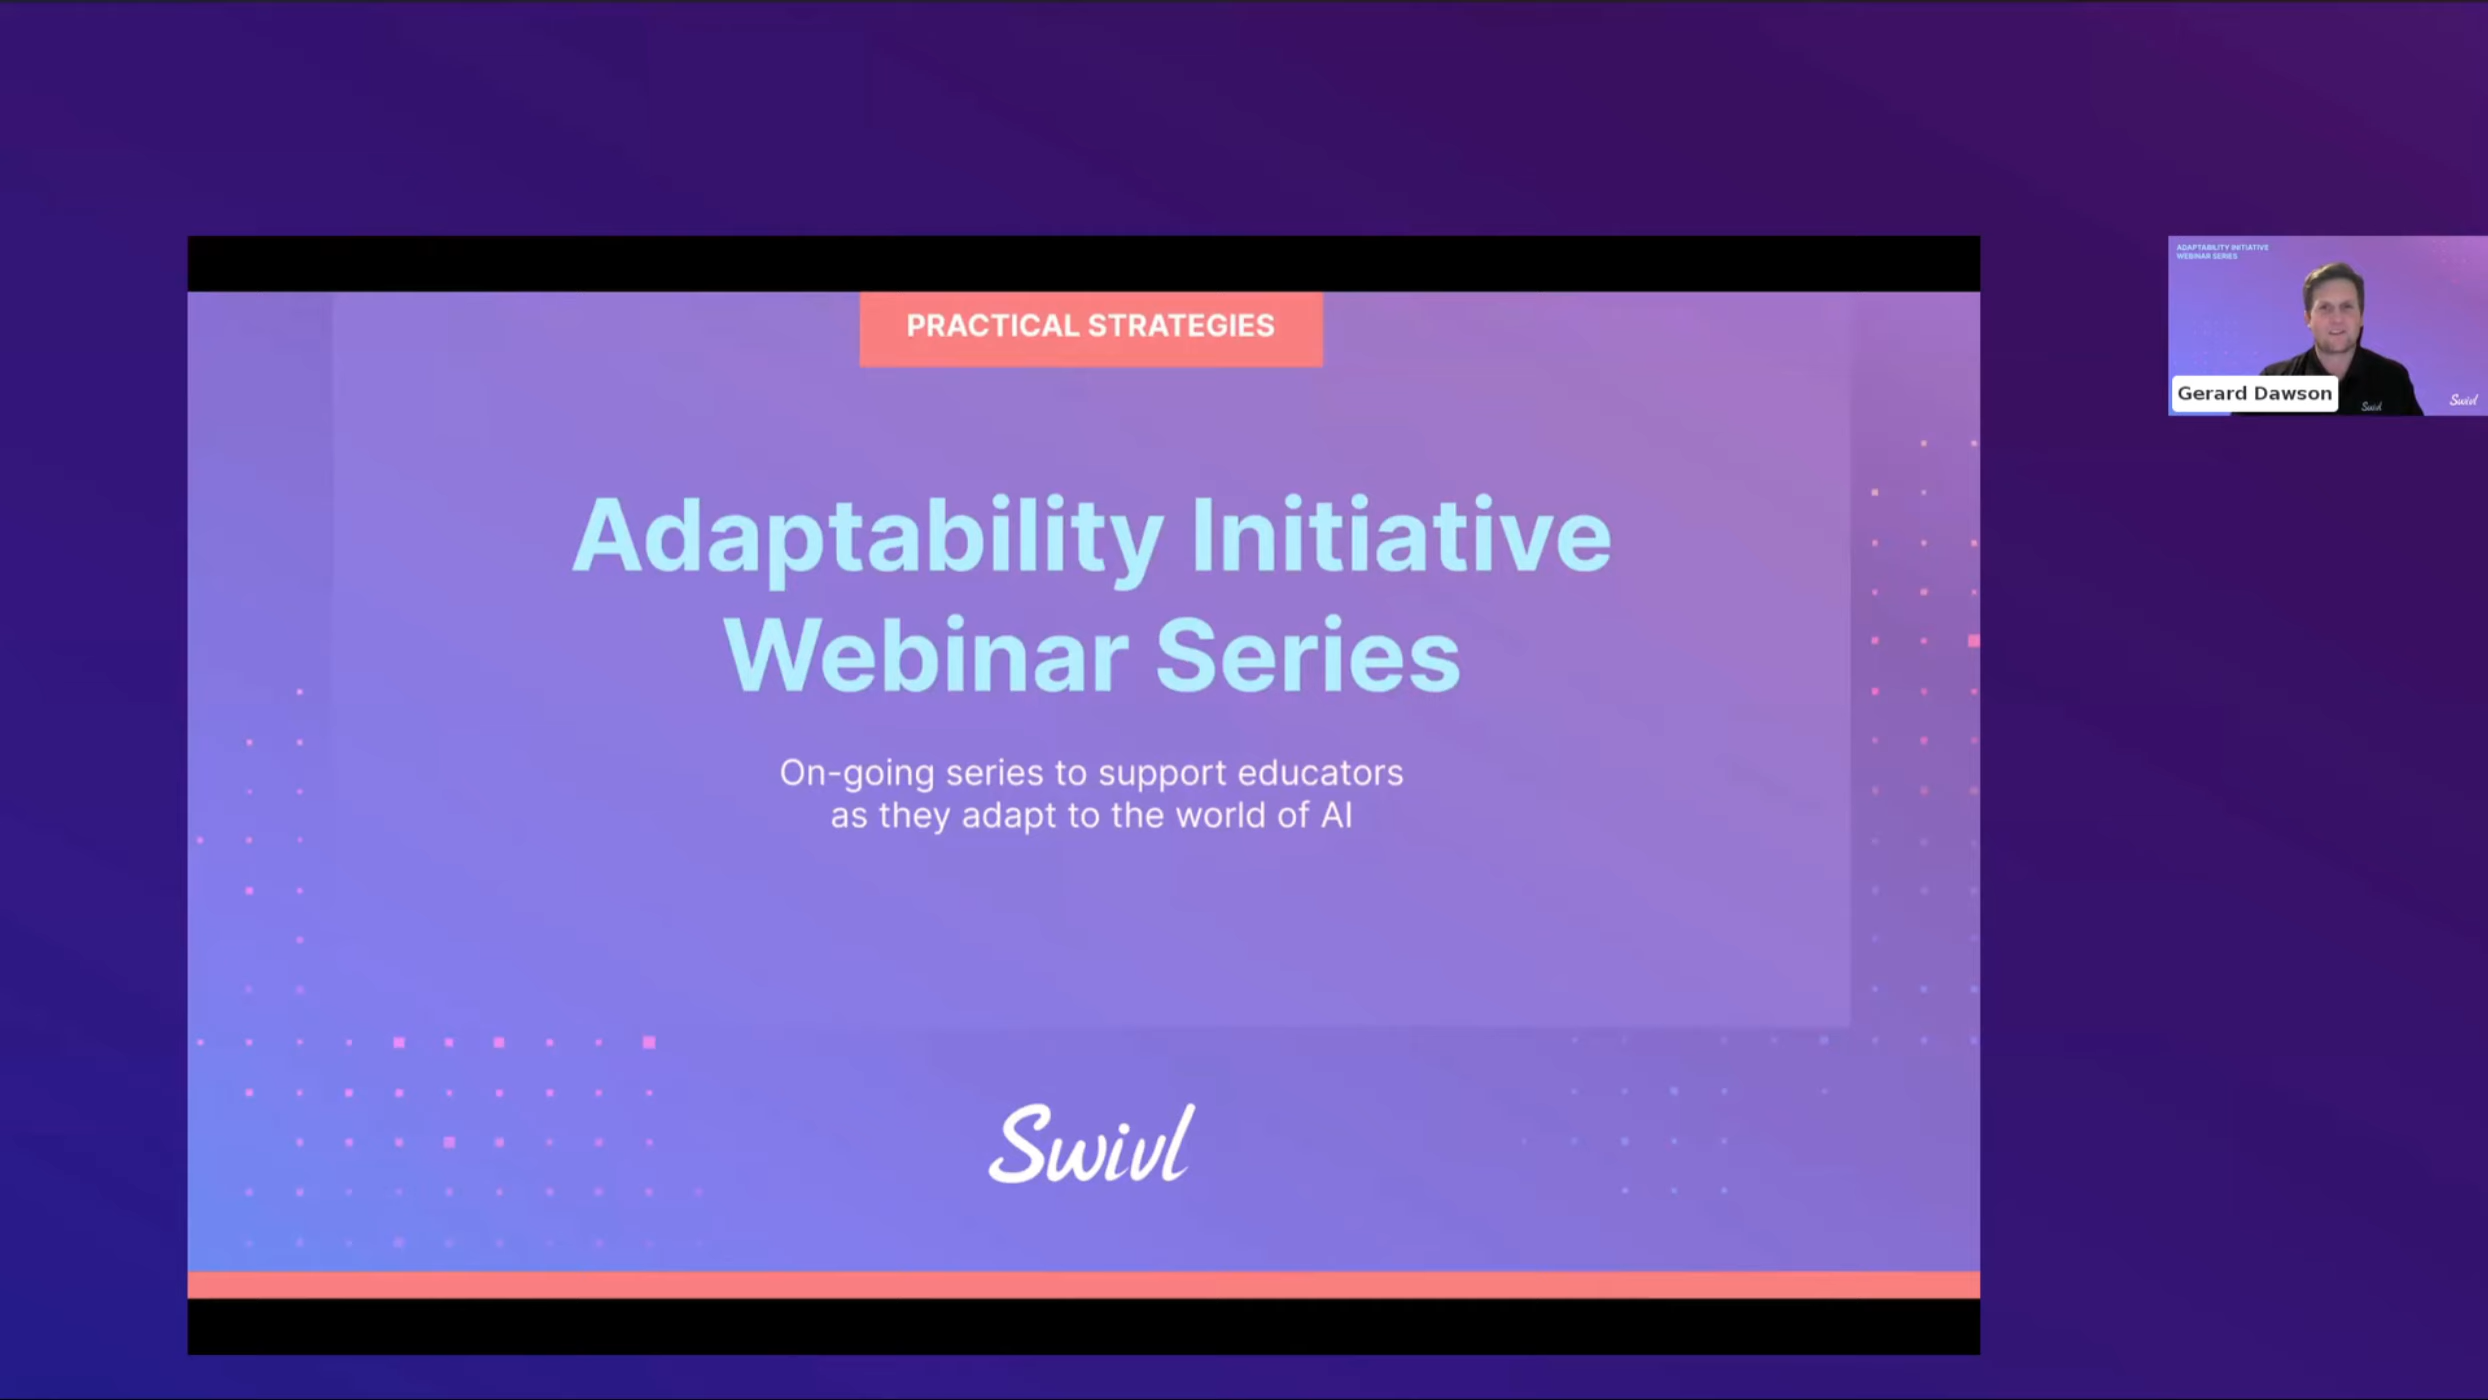 PRACTICAL STRATEGIES
Adaptability Initiative
Webinar Series
On-going series to support educators
as they adapt to the world of AI
Swivl
ADAPTABILITY INITIATIVE
WEBINAR SERIES
Gerard Dawson
Swivl
Swivl